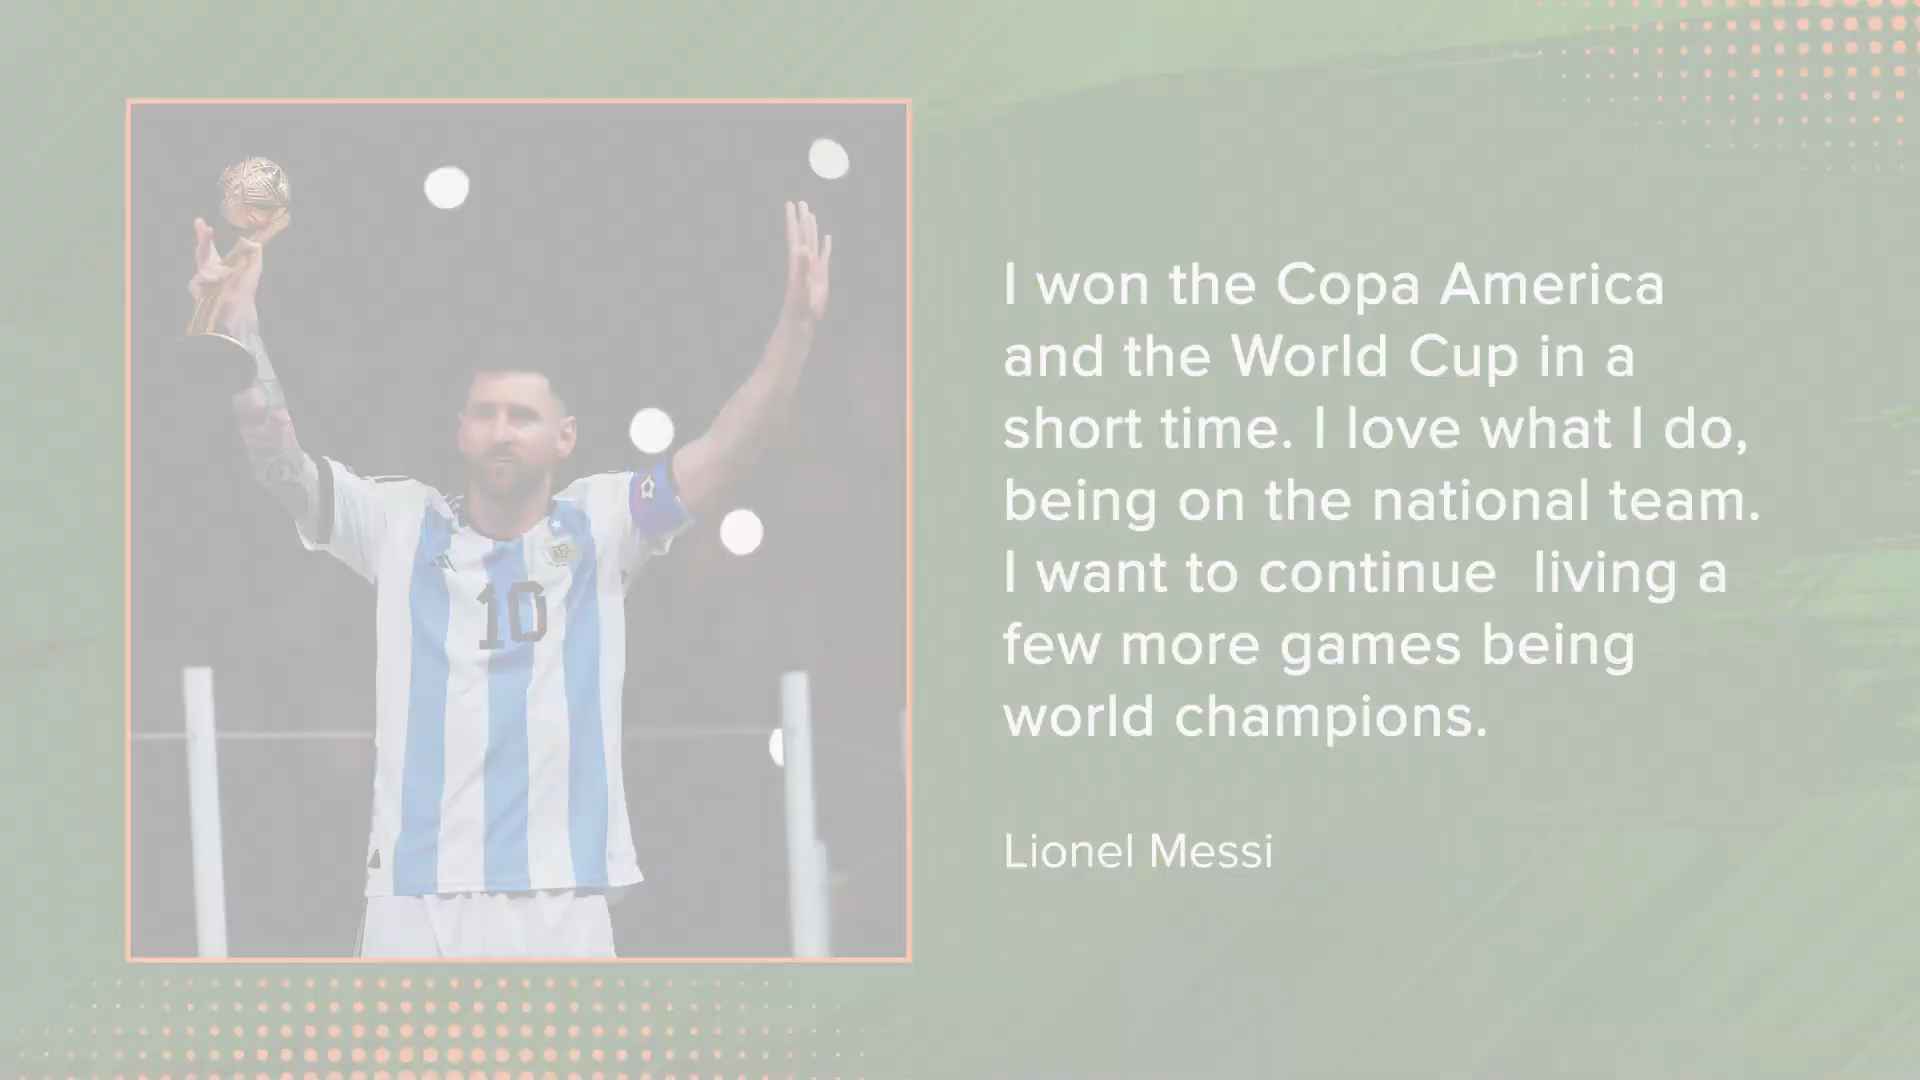 I won the Copa America
and the World Cup in a
short time. I love what I do,
being on the national team.
I want to continue  living a
few more games being
world champions.
Lionel Messi
10